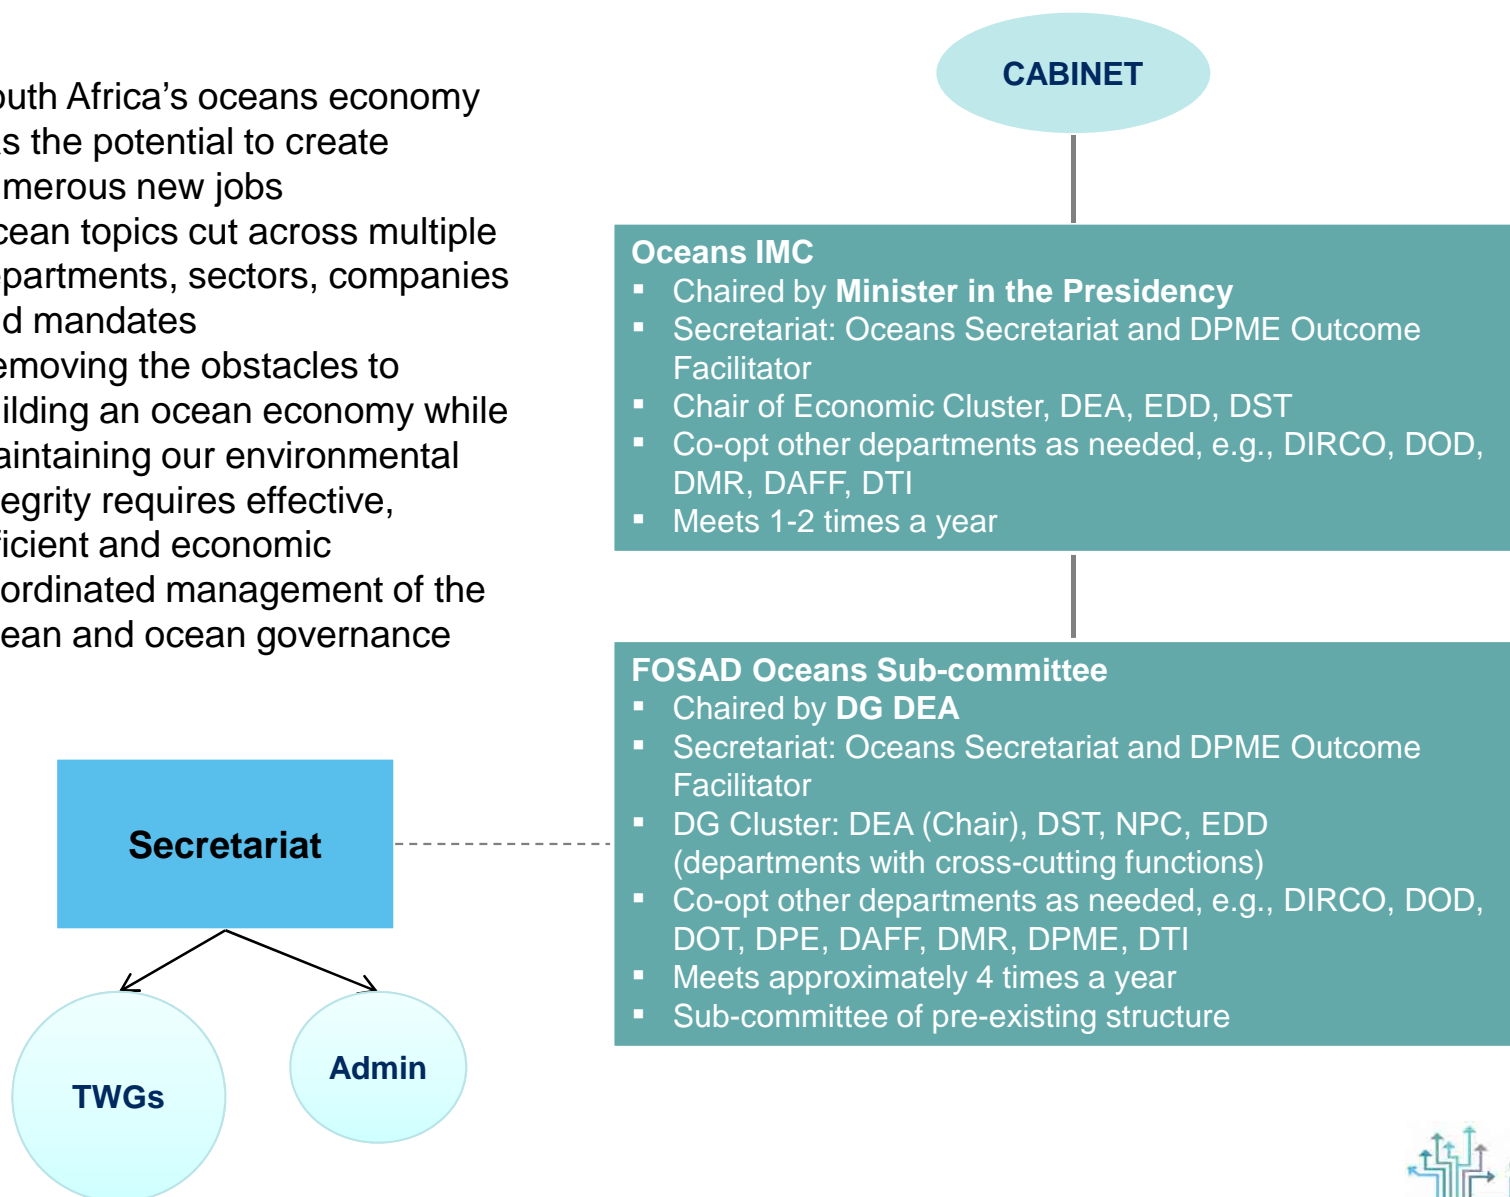 outh Africa’s oceans economy
as the potential to create
merous new jobs
cean topics cut across multiple
partments, sectors, companies
d mandates
emoving the obstacles to
ilding an ocean economy while
aintaining our environmental
egrity requires effective,
ficient and economic
ordinated management of the
ean and ocean governance
CABINET
Oceans IMC
▪ Chaired by Minister in the Presidency
▪ Secretariat: Oceans Secretariat and DPME Outcome
Facilitator
▪ Chair of Economic Cluster, DEA, EDD, DST
▪ Co-opt other departments as needed, e.g., DIRCO, DOD,
DMR, DAFF, DTI
▪ Meets 1-2 times a year
FOSAD Oceans Sub-committee
▪ Chaired by DG DEA
▪ Secretariat: Oceans Secretariat and DPME Outcome
Facilitator
▪ DG Cluster: DEA (Chair), DST, NPC, EDD
(departments with cross-cutting functions)
▪ Co-opt other departments as needed, e.g., DIRCO, DOD,
DOT, DPE, DAFF, DMR, DPME, DTI
▪ Meets approximately 4 times a year
▪ Sub-committee of pre-existing structure
Secretariat
TWGs
Admin